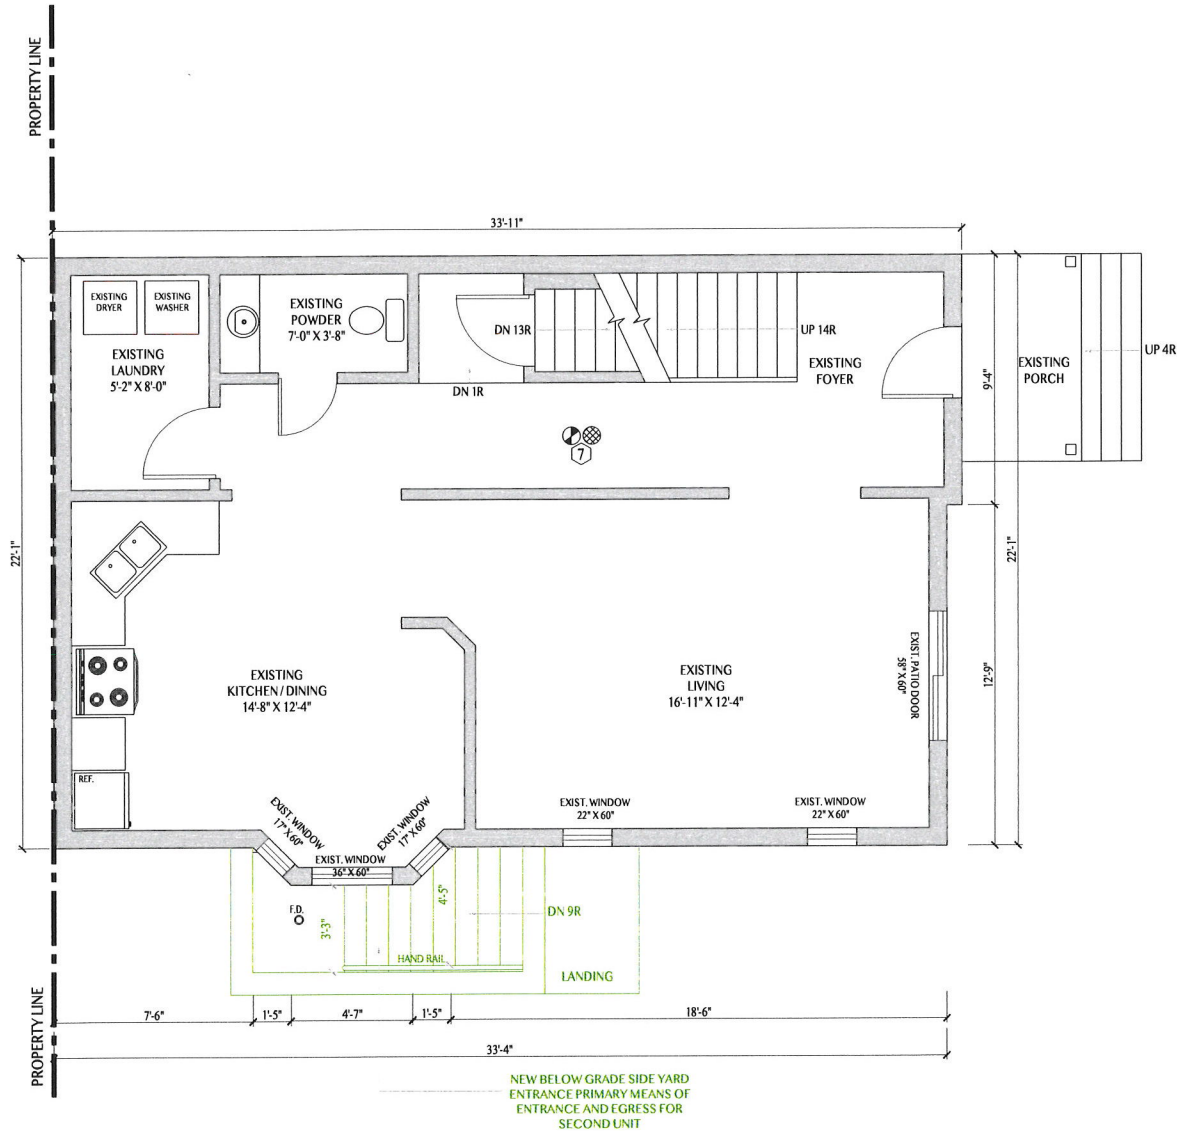 PROPERTY LINE
33'-11"
22'-1"
EXISTING
DRYER
EXISTING
WASHER
EXISTING
LAUNDRY
5'-2" X 8'-0"
EXISTING
POWDER
7'-0" X 3'-8"
DN 13R
DN 1R
UP 14R
EXISTING
FOYER
EXISTING
PORCH
UP 4R
9'-4"
22'-1"
12'-9"
7
EXISTING
KITCHEN / DINING
14'-8" X 12'-4"
REF.
EXISTING
LIVING
16'-11" X 12'-4"
EXIST. PATIO DOOR
58" X 60"
EXIST. WINDOW
17" X 60"
EXIST. WINDOW
36" X 60"
EXIST. WINDOW
17" X 60"
EXIST. WINDOW
22" X 60"
EXIST. WINDOW
22" X 60"
F.D.
3'-3"
4'-5"
DN 9R
HAND RAIL
LANDING
PROPERTY LINE
7'-6"
1'-5"
4'-7"
1'-5"
18'-6"
33'-4"
NEW BELOW GRADE SIDE YARD
ENTRANCE PRIMARY MEANS OF
ENTRANCE AND EGRESS FOR
SECOND UNIT